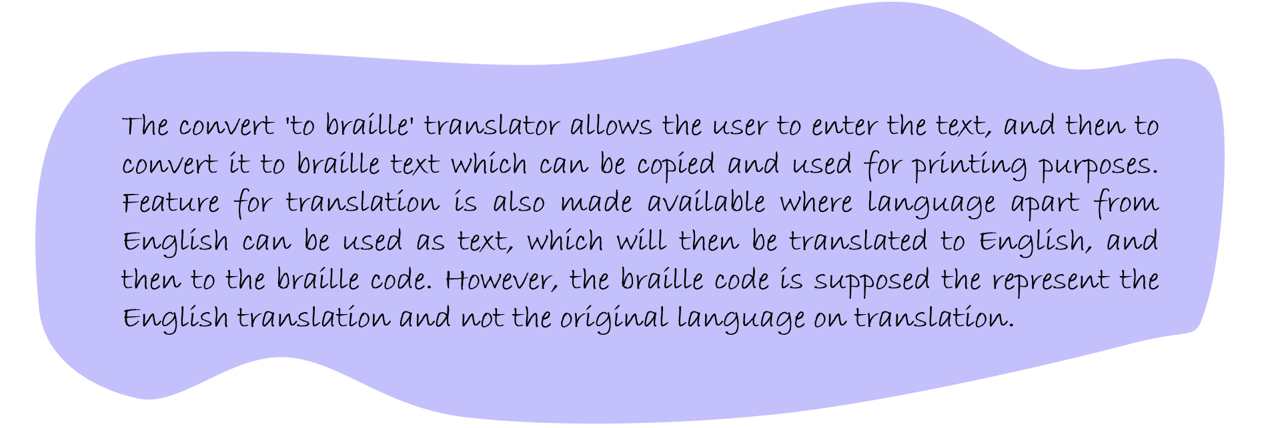 The convert 'to braille' translator allows the user to enter the text, and then to
convert it to braille text which can be copied and used for printing purposes.
Feature for translation is also made available where language apart from
English can be used as text, which will then be translated to English, and
then to the braille code. However, the braille code is supposed the represent the
English translation and not the original language on translation.